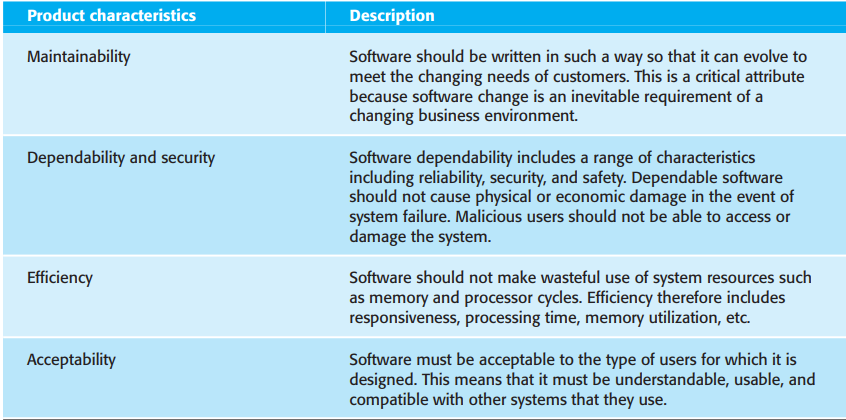 Product characteristics Description
Maintainability Software should be written in such a way so that it can evolve to
meet the changing needs of customers. This is a critical attribute
because software change is an inevitable requirement of a
changing business environment.
Dependability and security Software dependability includes a range of characteristics
including reliability, security, and safety. Dependable software
should not cause physical or economic damage in the event of
system failure. Malicious users should not be able to access or
damage the system.
Efficiency Software should not make wasteful use of system resources such
as memory and processor cycles. Efficiency therefore includes
responsiveness, processing time, memory utilization, etc.
Acceptability Software must be acceptable to the type of users for which it is
designed. This means that it must be understandable, usable, and
compatible with other systems that they use.